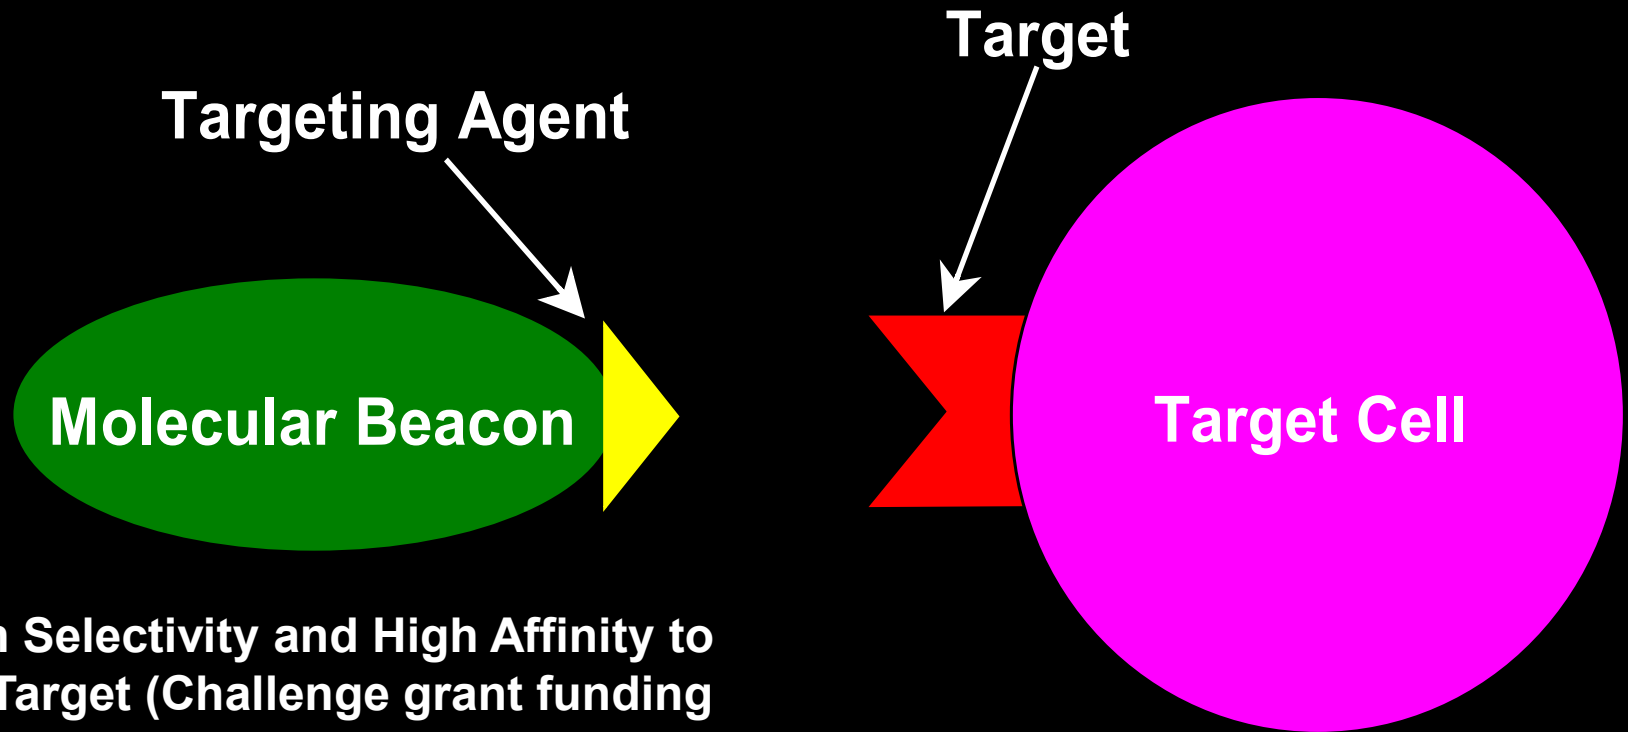 Target
Targeting Agent
Molecular Beacon
Target Cell
Selectivity and High Affinity to
Target (Challenge grant funding